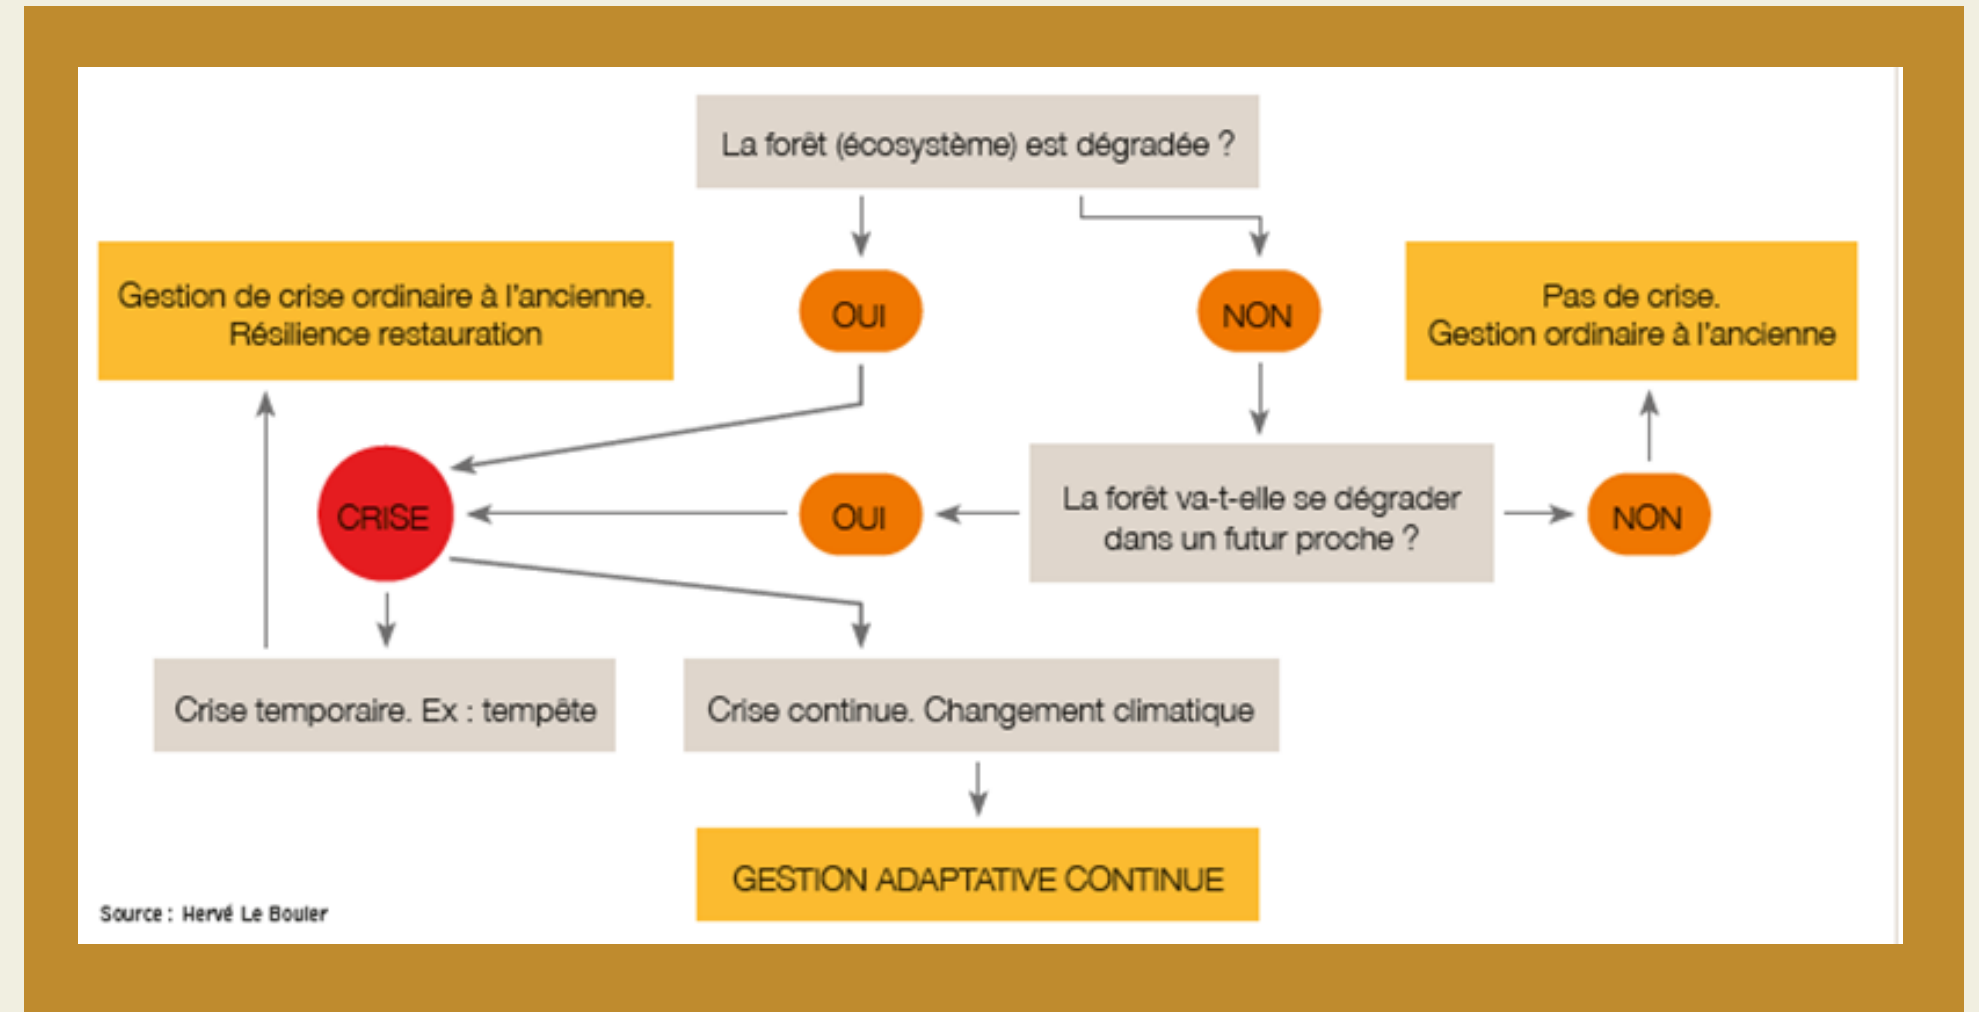 La forêt (écosystème) est dégradée ?
Gestion de crise ordinaire à l'ancienne.
Résilience restauration
OUI
NON
Pas de crise.
Gestion ordinaire à l'ancienne
CRISE
OUI
La forêt va-t-elle se dégrader
dans un futur proche ?
NON
Crise temporaire. Ex : tempête
Crise continue. Changement climatique
GESTION ADAPTATIVE CONTINUE
Source : Hervé Le Bouler